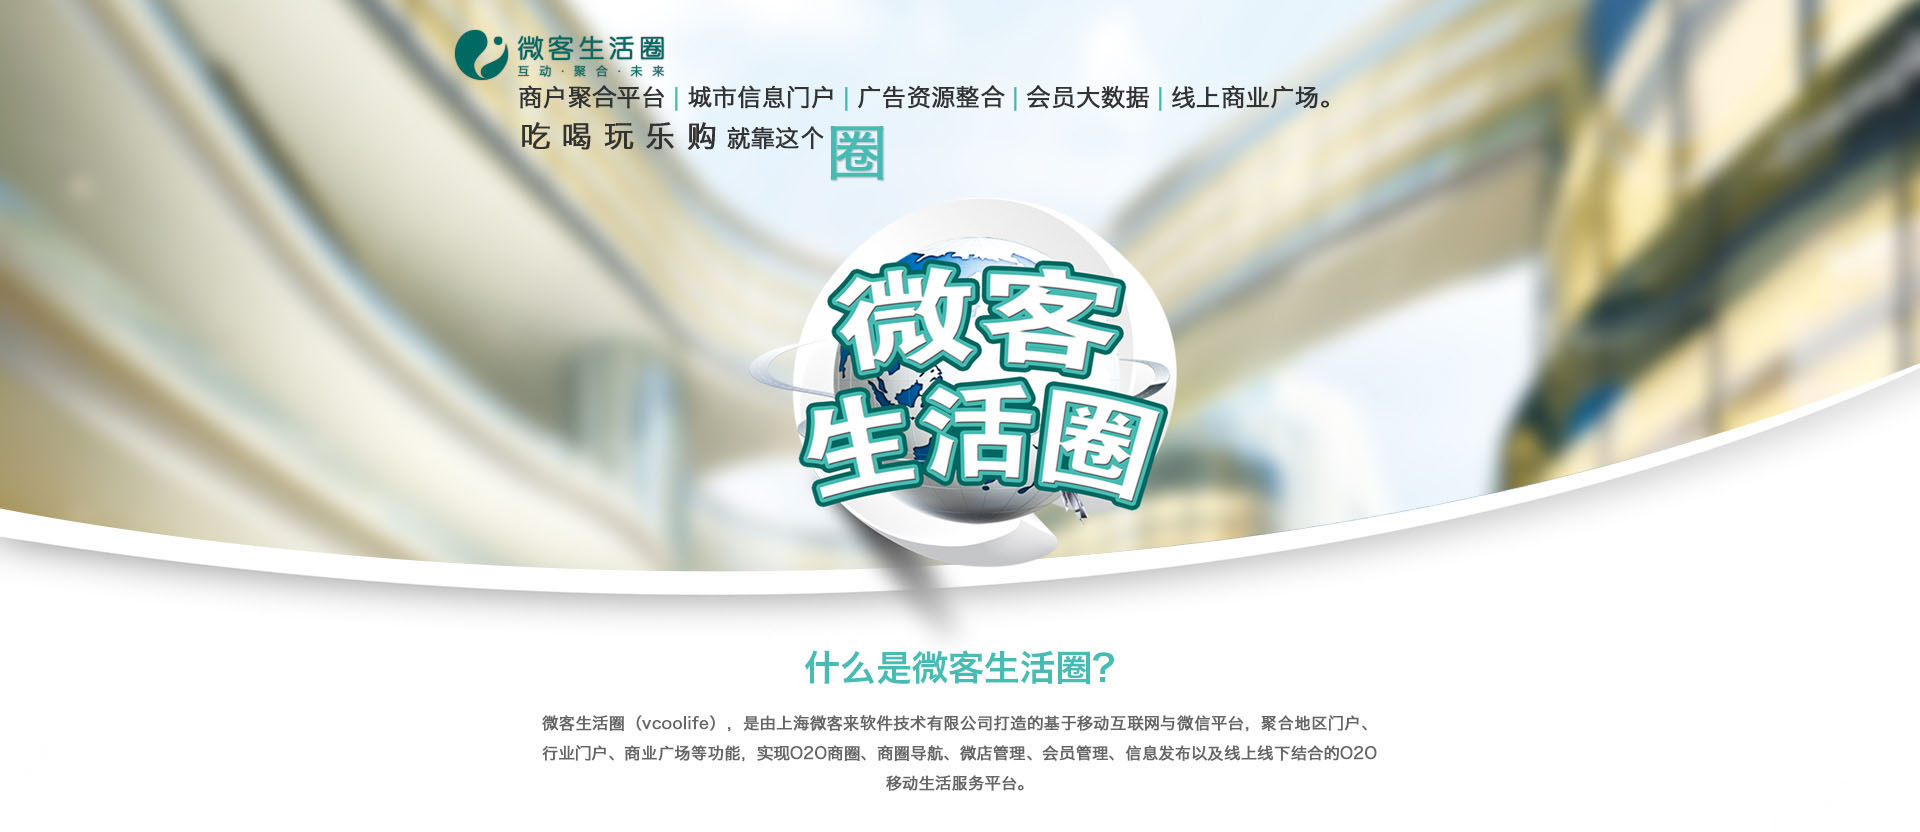 微客生活圈
互动·聚合·未来
商户聚合平台|城市信息门户|广告资源整合|会员大数据|线上商业广场。
吃喝玩乐购 就靠这个圈
微客
生活圈
什么是微客生活圈?
微客生活圈（vcoolife），是由上海微客来软件技术有限公司打造的基于移动互联网与微信平台，聚合地区门户、
行业门户、商业广场等功能，实现O2O商圈、商圈导航、微店管理、会员管理、信息发布以及线上线下结合的O2O
移动生活服务平台。